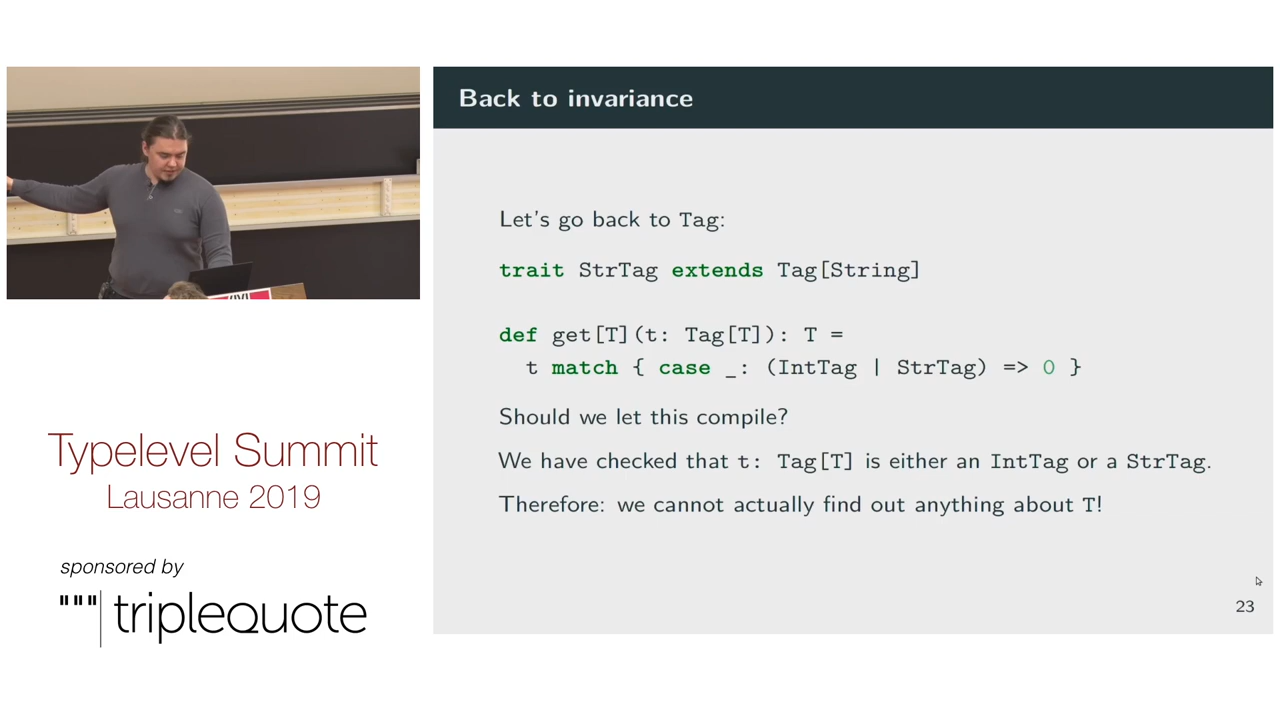 Back to invariance
Let's go back to Tag:
trait StrTag extends Tag[String]
def get[T](t: Tag[T]): T =
t match { case _: (IntTag | StrTag) => 0 }
Should we let this compile?
We have checked that t: Tag[T] is either an IntTag or a StrTag.
Therefore: we cannot actually find out anything about T!
23
Typelevel Summit
Lausanne 2019
sponsored by
"""|triplequote